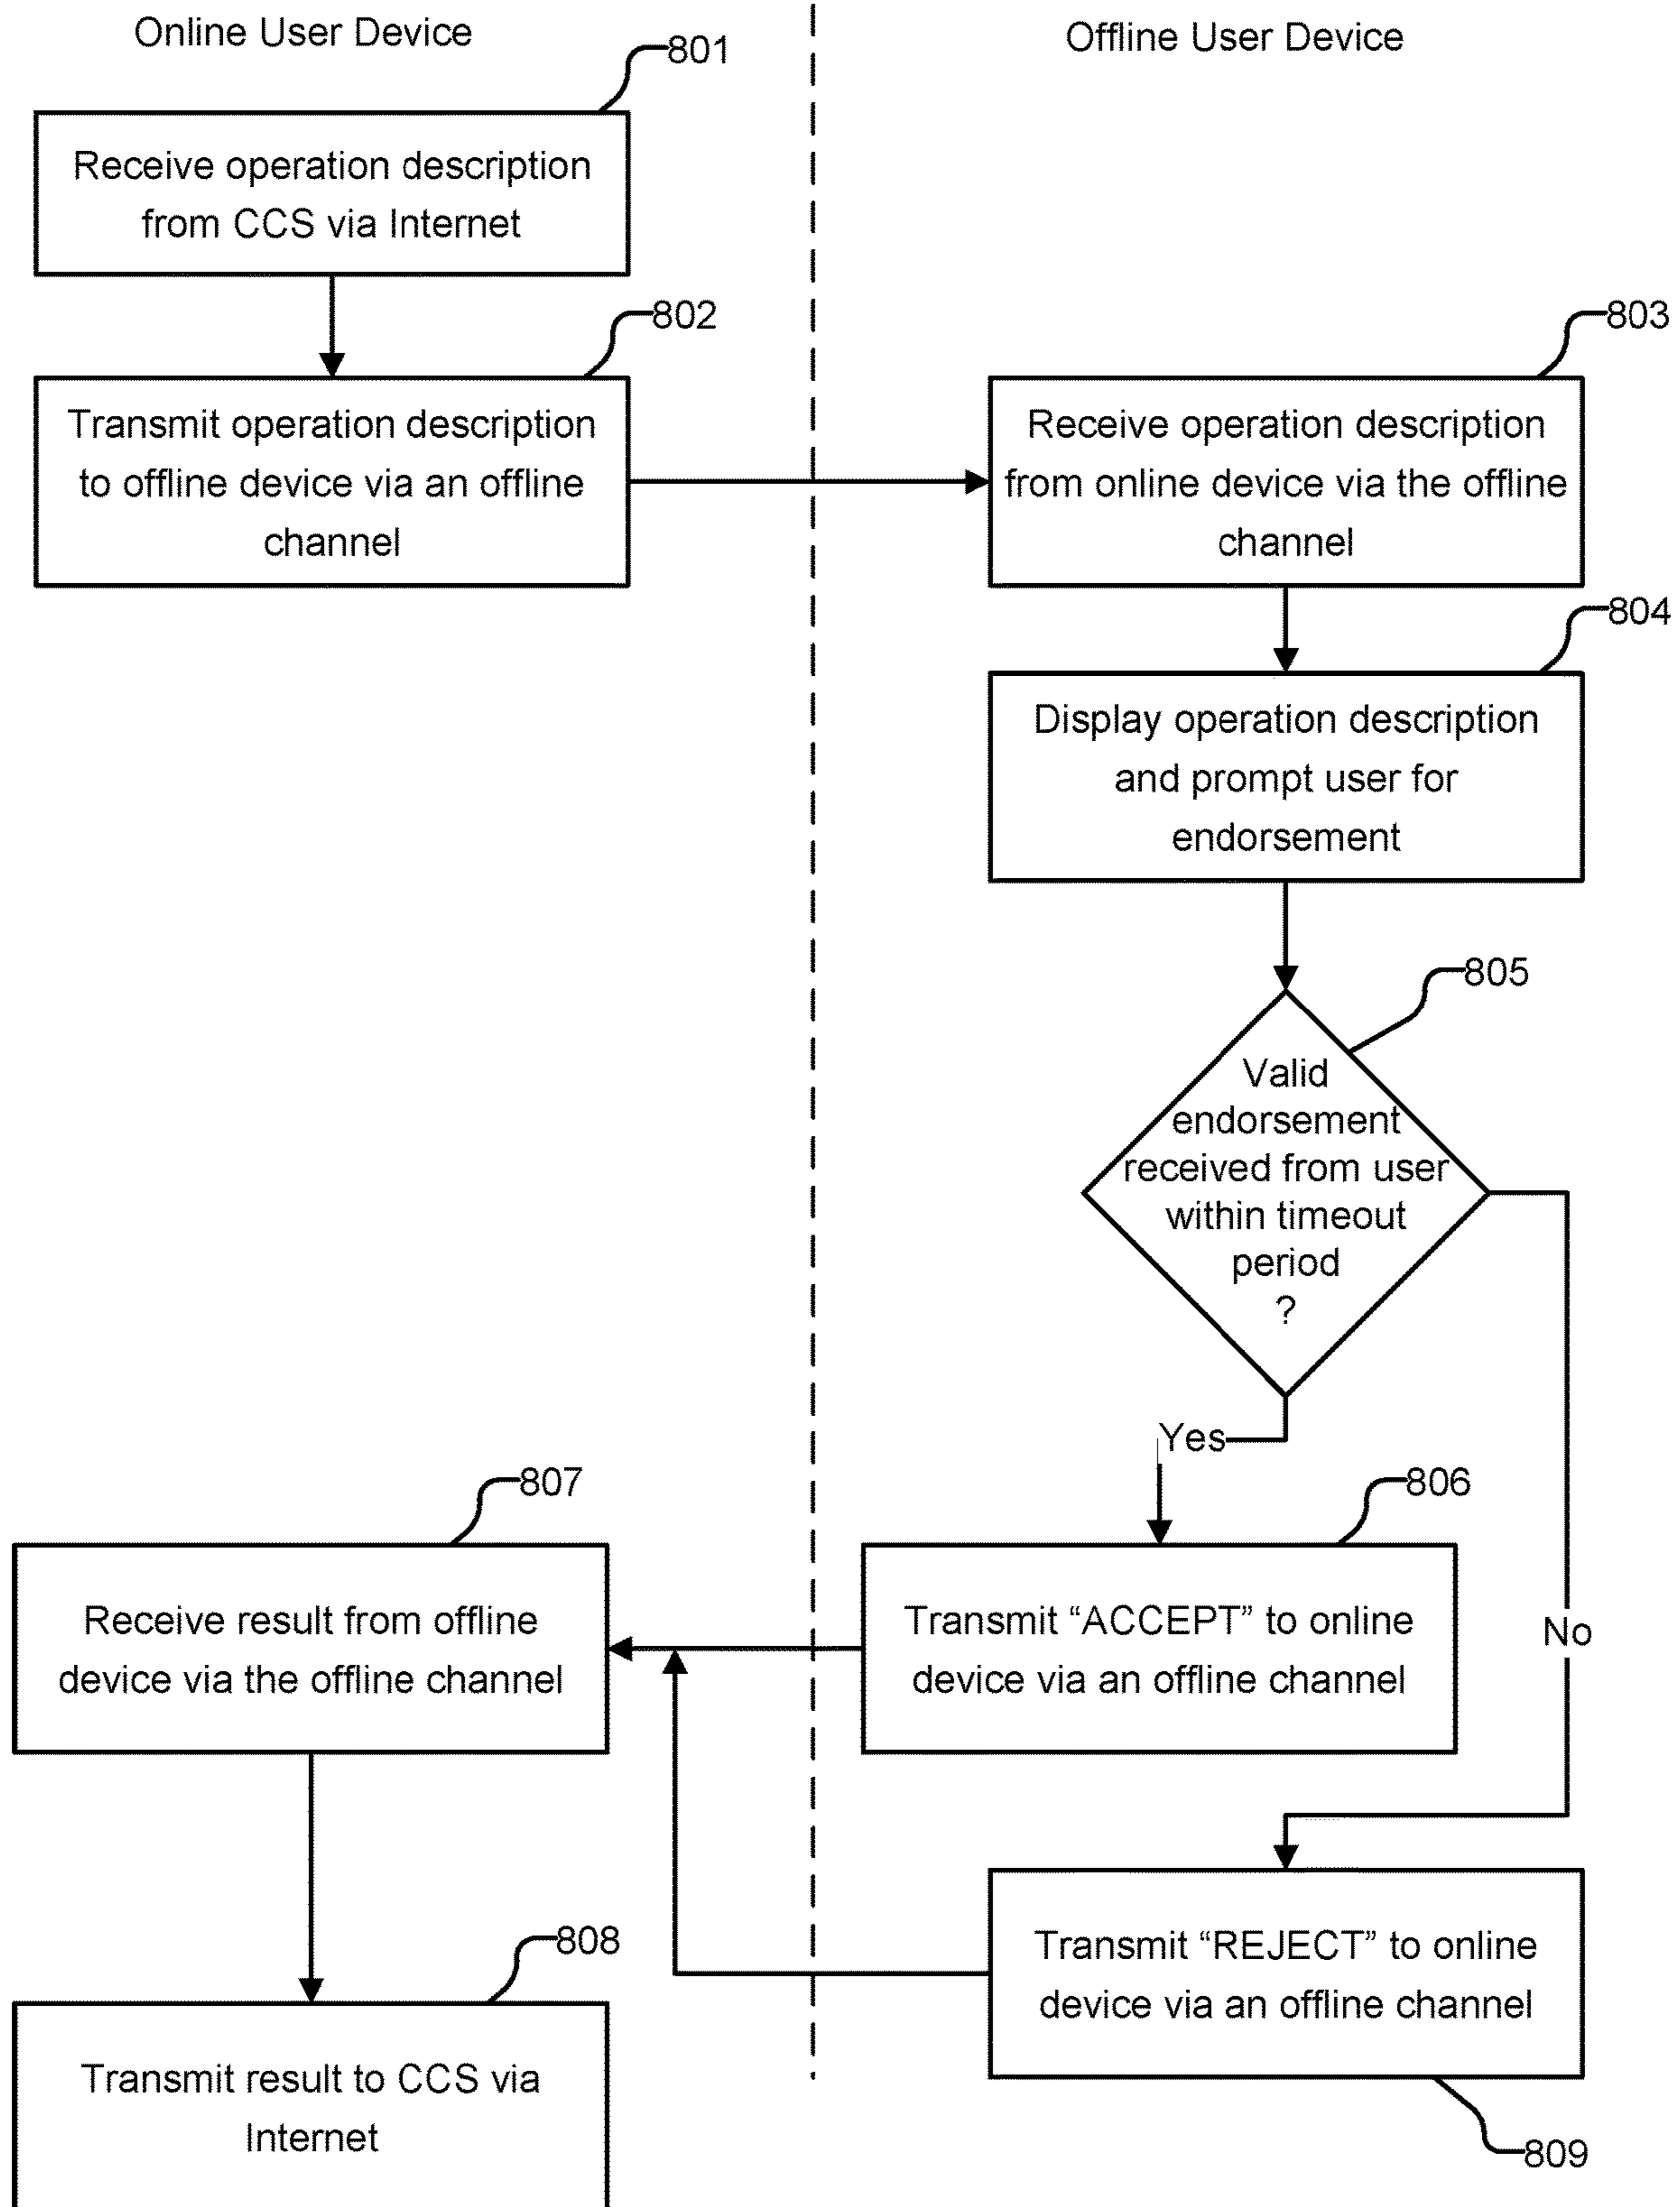 Online User Device
Offline User Device
801
Receive operation description
from CCS via Internet
802
Transmit operation description
to offline device via an offline
channel
803
Receive operation description
from online device via the offline
channel
804
Display operation description
and prompt user for
endorsement
805
Valid
endorsement
received from user
within timeout
period
?
Yes
No
806
Transmit “ACCEPT” to online
device via an offline channel
807
Receive result from offline
device via the offline channel
808
Transmit result to CCS via
Internet
Transmit “REJECT” to online
device via an offline channel
809